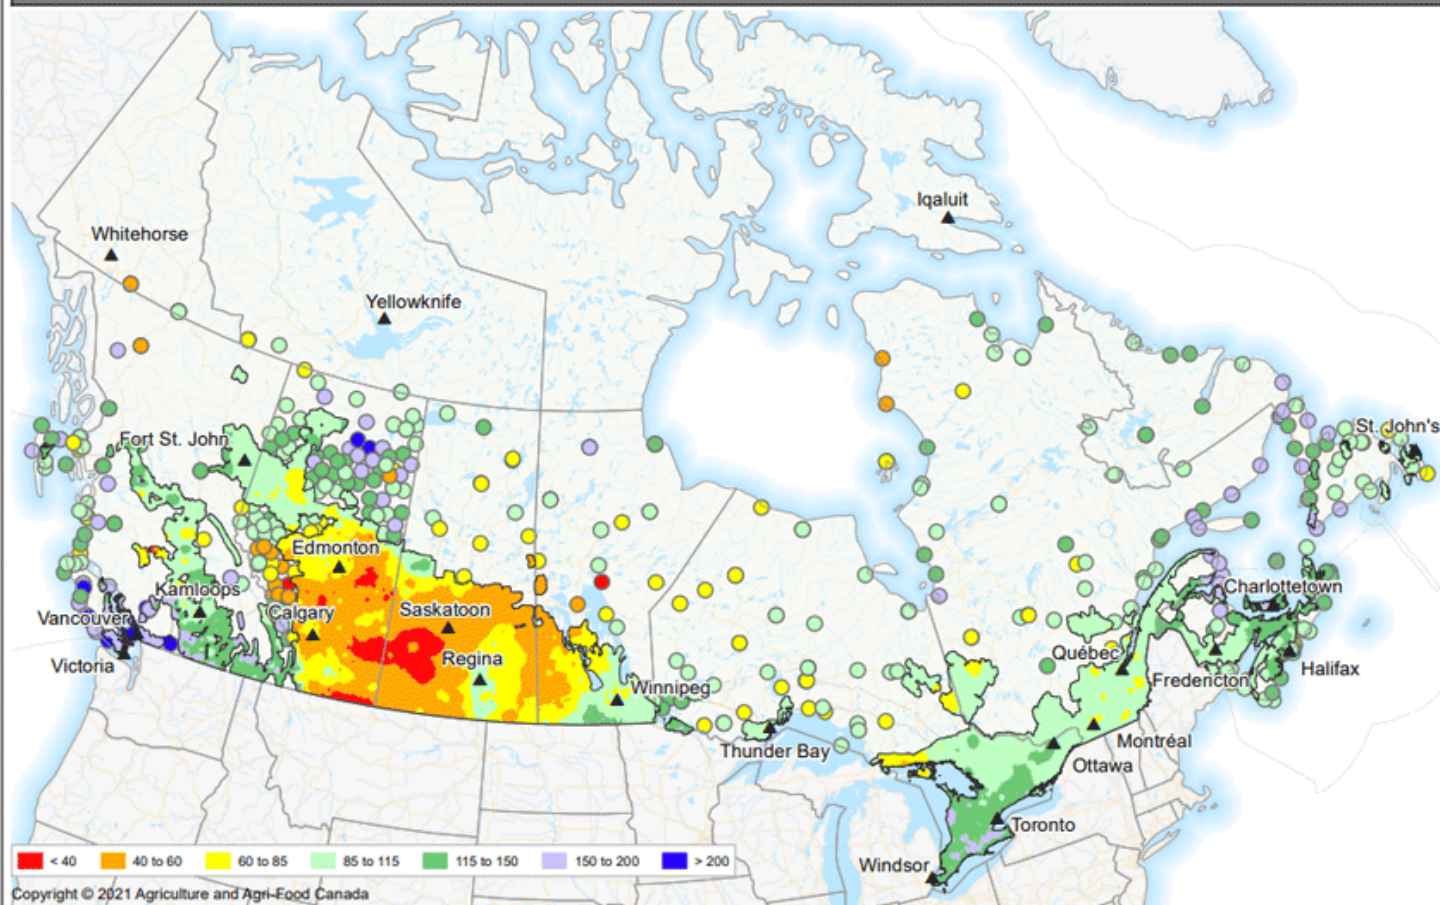 Iqaluit
Whitehorse
Yellowknife
St. John's
Fort St. John
Edmonton
Kamloops
Charlottetown
Vancouver
Calgary
Saskatoon
Québec
Victoria
Regina
Halifax
Fredericton
Winnipeg
Montréal
Thunder Bay
Ottawa
Toronto
Windsor
< 40 40 to 60 60 to 85 85 to 115 115 to 150 150 to 200 > 200
Copyright © 2021 Agriculture and Agri-Food Canada